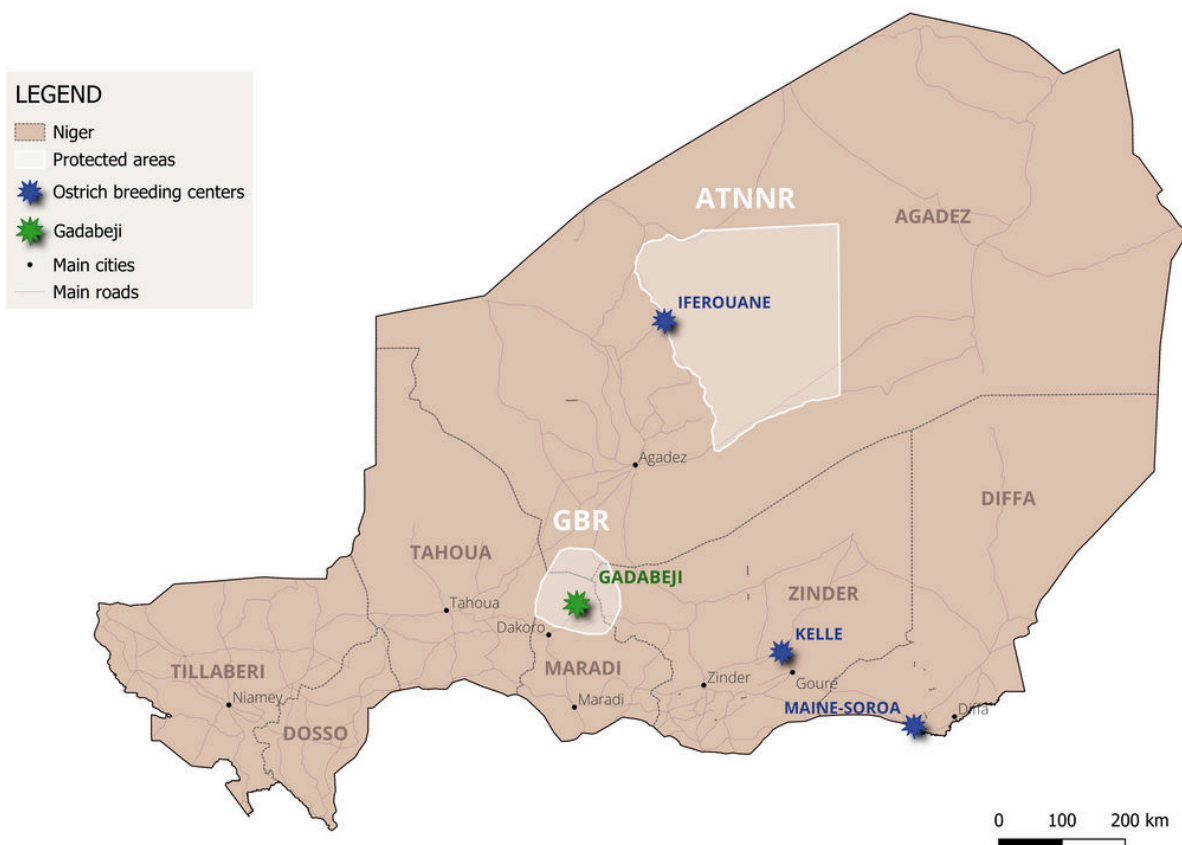 LEGEND
Niger
Protected areas
Ostrich breeding centers
Gadabeji
Main cities
Main roads
ATNNR
AGADEZ
IFEROUANE
Agadez
DIFFA
GBR
TAHOUA
GADABEJI
ZINDER
Tahoua
Dakoro
KELLE
TILLABERI
MARADI
Gouré
Zinder
Niamey
Maradi
MAINE-SOROA
Diffa
DOSSO
0 100 200 km